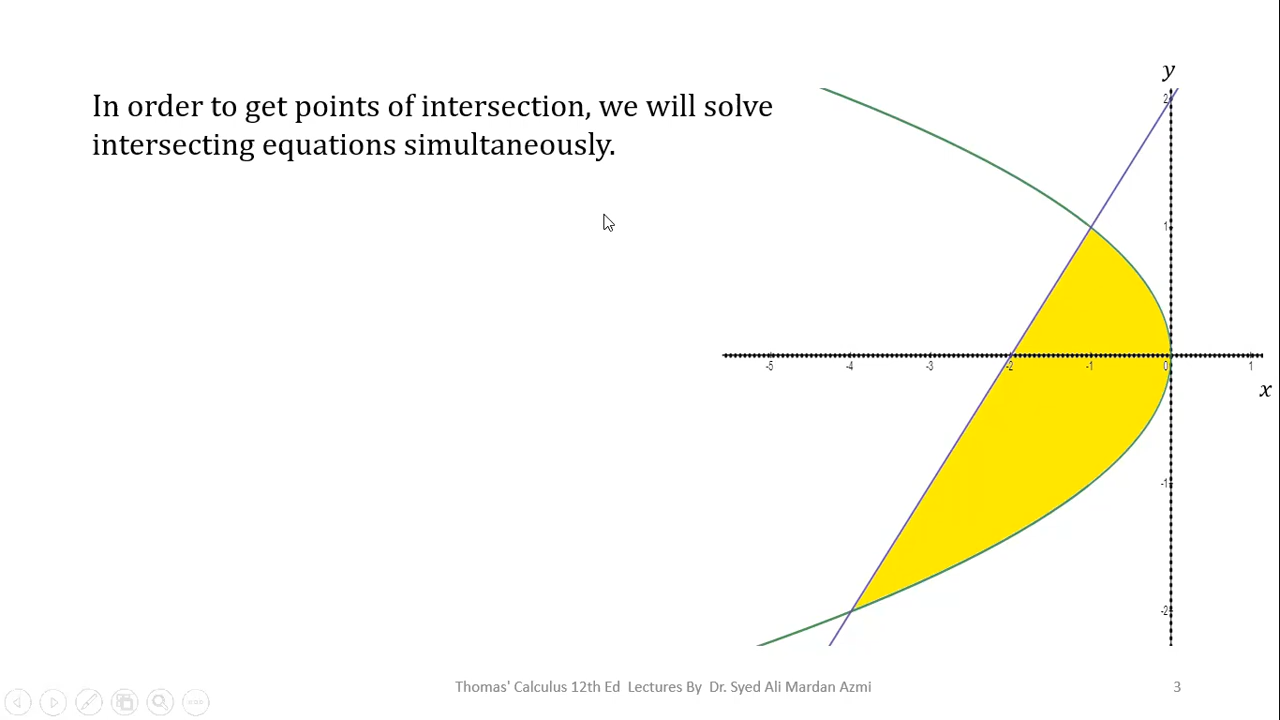 In order to get points of intersection, we will solve
intersecting equations simultaneously.
y
2
1
-5 -4 -3 -2 -1 0 1
x
-1
-2
Thomas' Calculus 12th Ed Lectures By Dr. Syed Ali Mardan Azmi 3